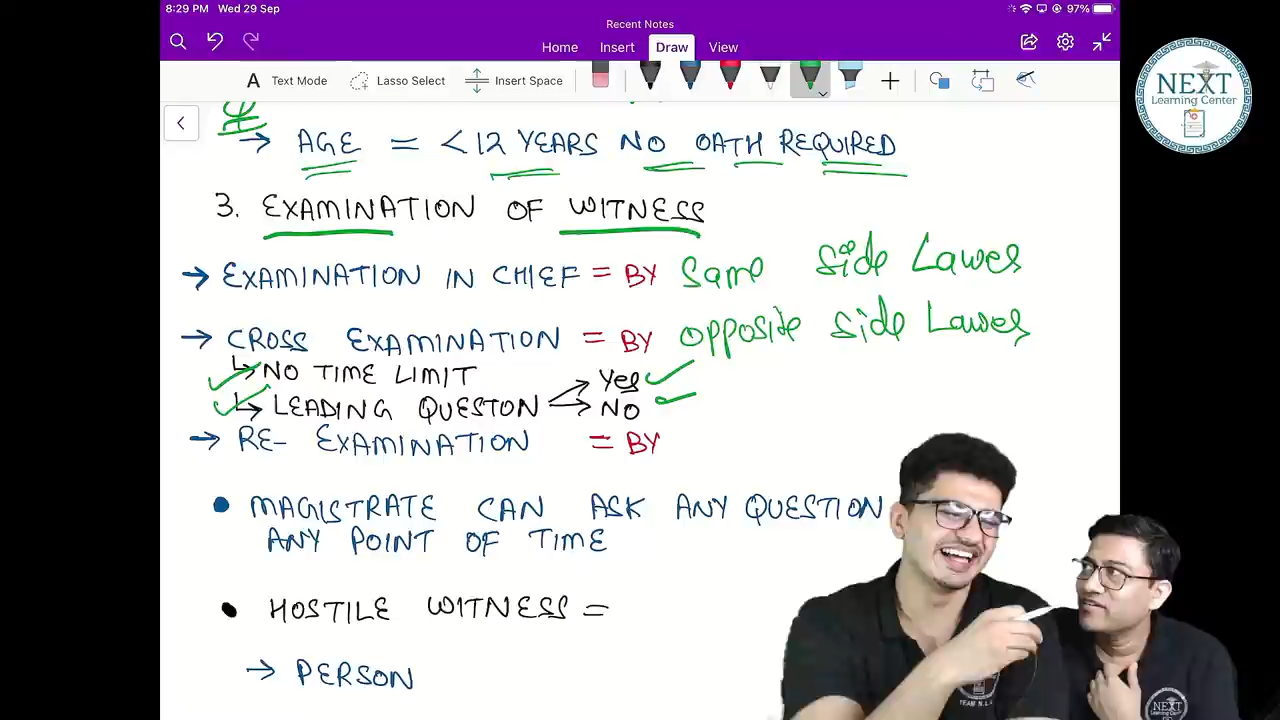 8:29 PM Wed 29 Sep
97%
Recent Notes
Home Insert Draw View
A Text Mode Lasso Select Insert Space
NEXT
Learning Center
→ AGE = <12 YEARS NO OATH REQUIRED
3. EXAMINATION OF WITNESS
→ EXAMINATION IN CHIEF = BY Same side Lawer
→ CROSS EXAMINATION = BY opposite side Lawer
↳ NO TIME LIMIT
↳ LEADING QUESTON → Yes
→ NO
→ RE- EXAMINATION = BY
• MAGISTRATE CAN ASK ANY QUESTION
ANY POINT OF TIME
• HOSTILE WITNESS =
→ PERSON
TEAM N.L.C
NEXT